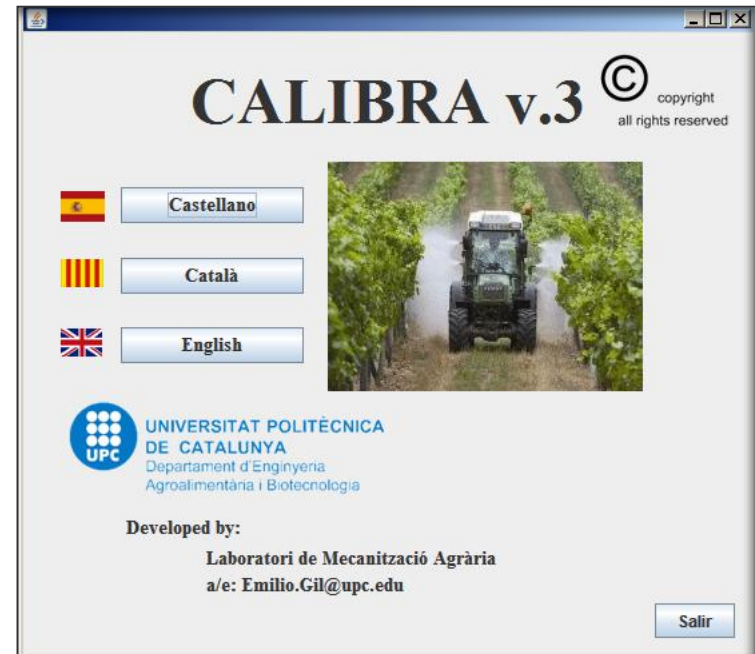 CALIBRA v.3 ©
copyright
all rights reserved
Castellano
Català
English
UPC
UNIVERSITAT POLITÈCNICA
DE CATALUNYA
Departament d'Enginyeria
Agroalimentària i Biotecnologia
Developed by:
Laboratori de Mecanització Agrària
a/e: Emilio.Gil@upc.edu
Salir